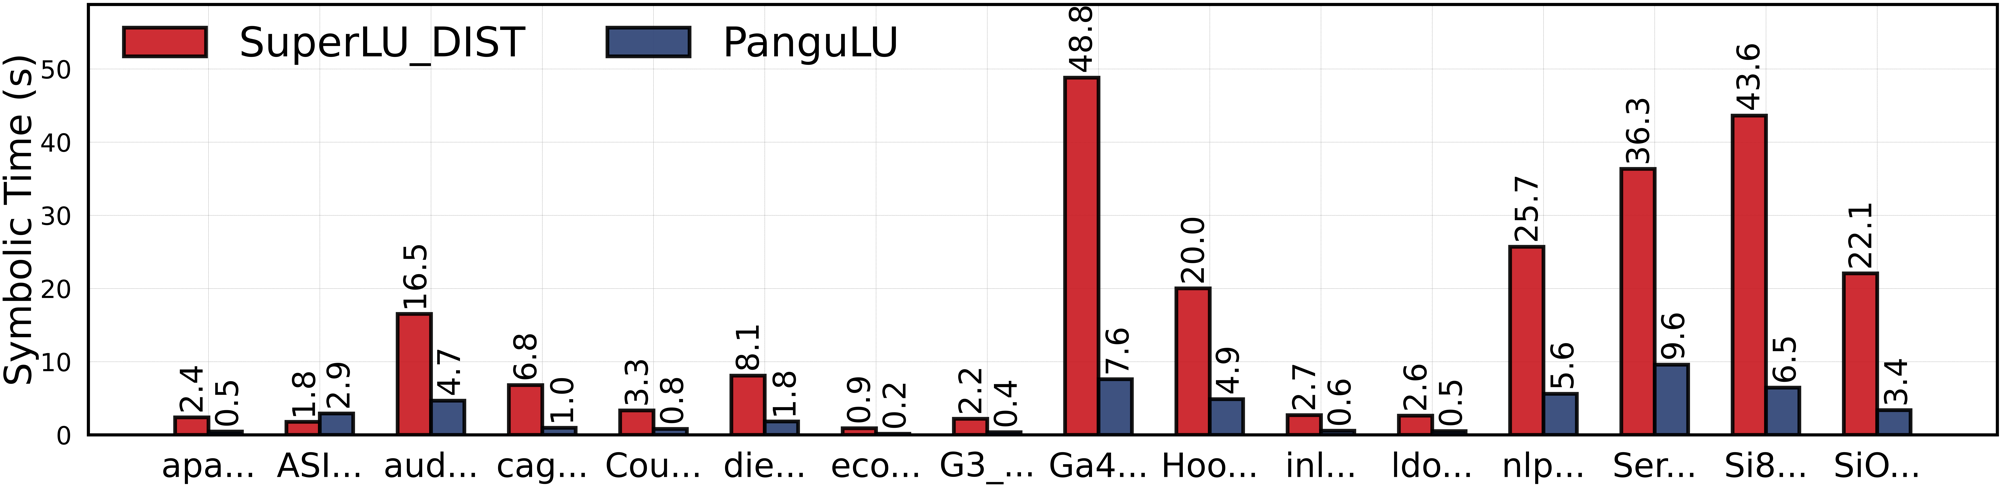 SuperLU_DIST PanguLU
Symbolic Time (s)
50
40
30
20
10
0
2.4 0.5 1.8 2.9 16.5 4.7 6.8 1.0 3.3 0.8 8.1 1.8 0.9 0.2 2.2 0.4 48.8 7.6 20.0 4.9 2.7 0.6 2.6 0.5 25.7 5.6 36.3 9.6 43.6 6.5 22.1 3.4
apa... ASI... aud... cag... Cou... die... eco... G3_... Ga4... Hoo... inl... ldo... nlp... Ser... Si8... SiO...